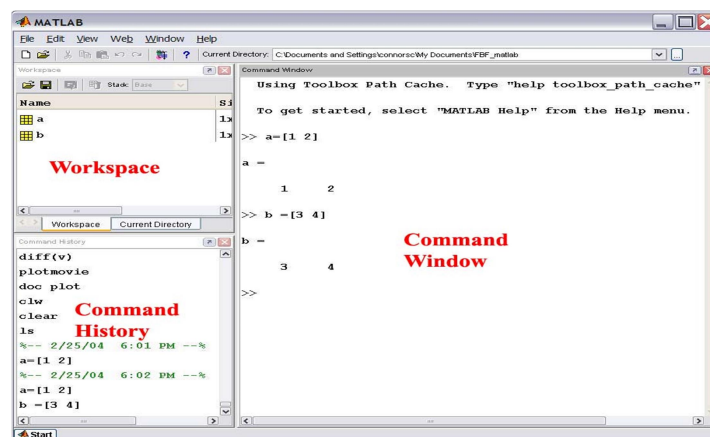 MATLAB
File Edit View Web Window Help
? Current Directory: C:\Documents and Settings\connorsc\My Documents\FBF_matlab
Workspace
Stack: Base
Name Si
a 1x
b 1x
Workspace
Workspace Current Directory
Command History
diff(v)
plotmovie
doc plot
clw
clear
ls
%-- 2/25/04 6:01 PM --%
a=[1 2]
%-- 2/25/04 6:02 PM --%
a=[1 2]
b =[3 4]
Command
History
Command Window
Using Toolbox Path Cache. Type "help toolbox_path_cache"
To get started, select "MATLAB Help" from the Help menu.
>> a=[1 2]
a =
1 2
>> b =[3 4]
b =
3 4
>>
Command
Window
Start